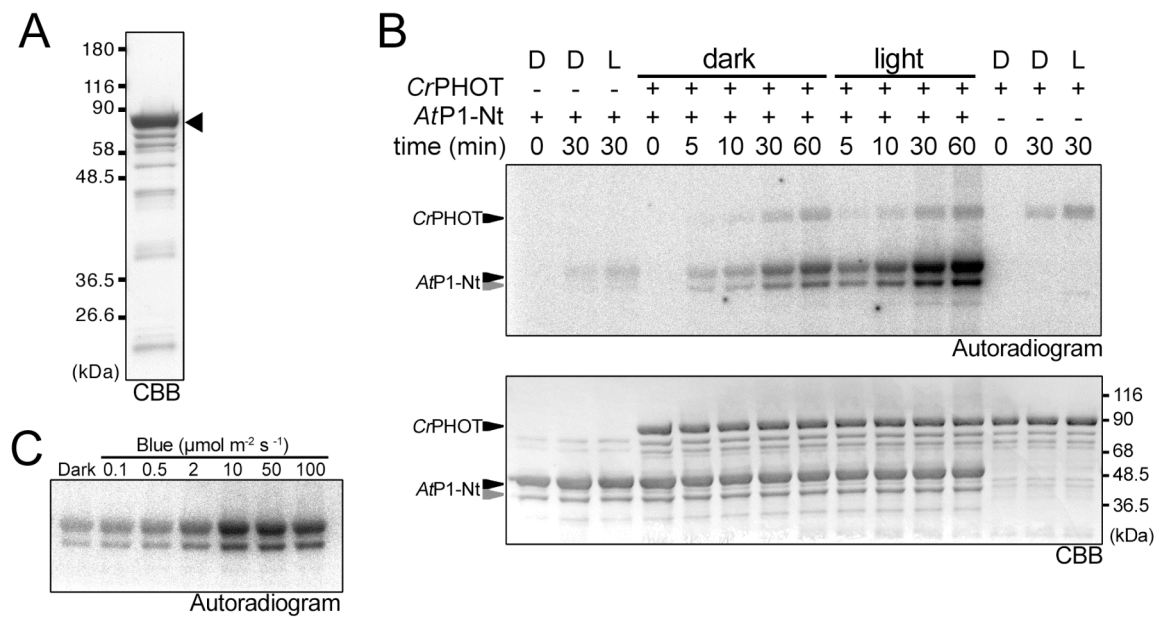 A
180
116
90
58
48.5
36.5
26.6
(kDa)
CBB
B
D D L dark light D D L
CrPHOT - - - + + + + + + + + + + + +
AtP1-Nt + + + + + + + + + + + + - - -
time (min) 0 30 30 0 5 10 30 60 5 10 30 60 0 30 30
CrPHOT
AtP1-Nt
Autoradiogram
CrPHOT
AtP1-Nt
116
90
68
48.5
36.5
(kDa)
CBB
C
Blue (µmol m-2 s -1)
Dark 0.1 0.5 2 10 50 100
Autoradiogram